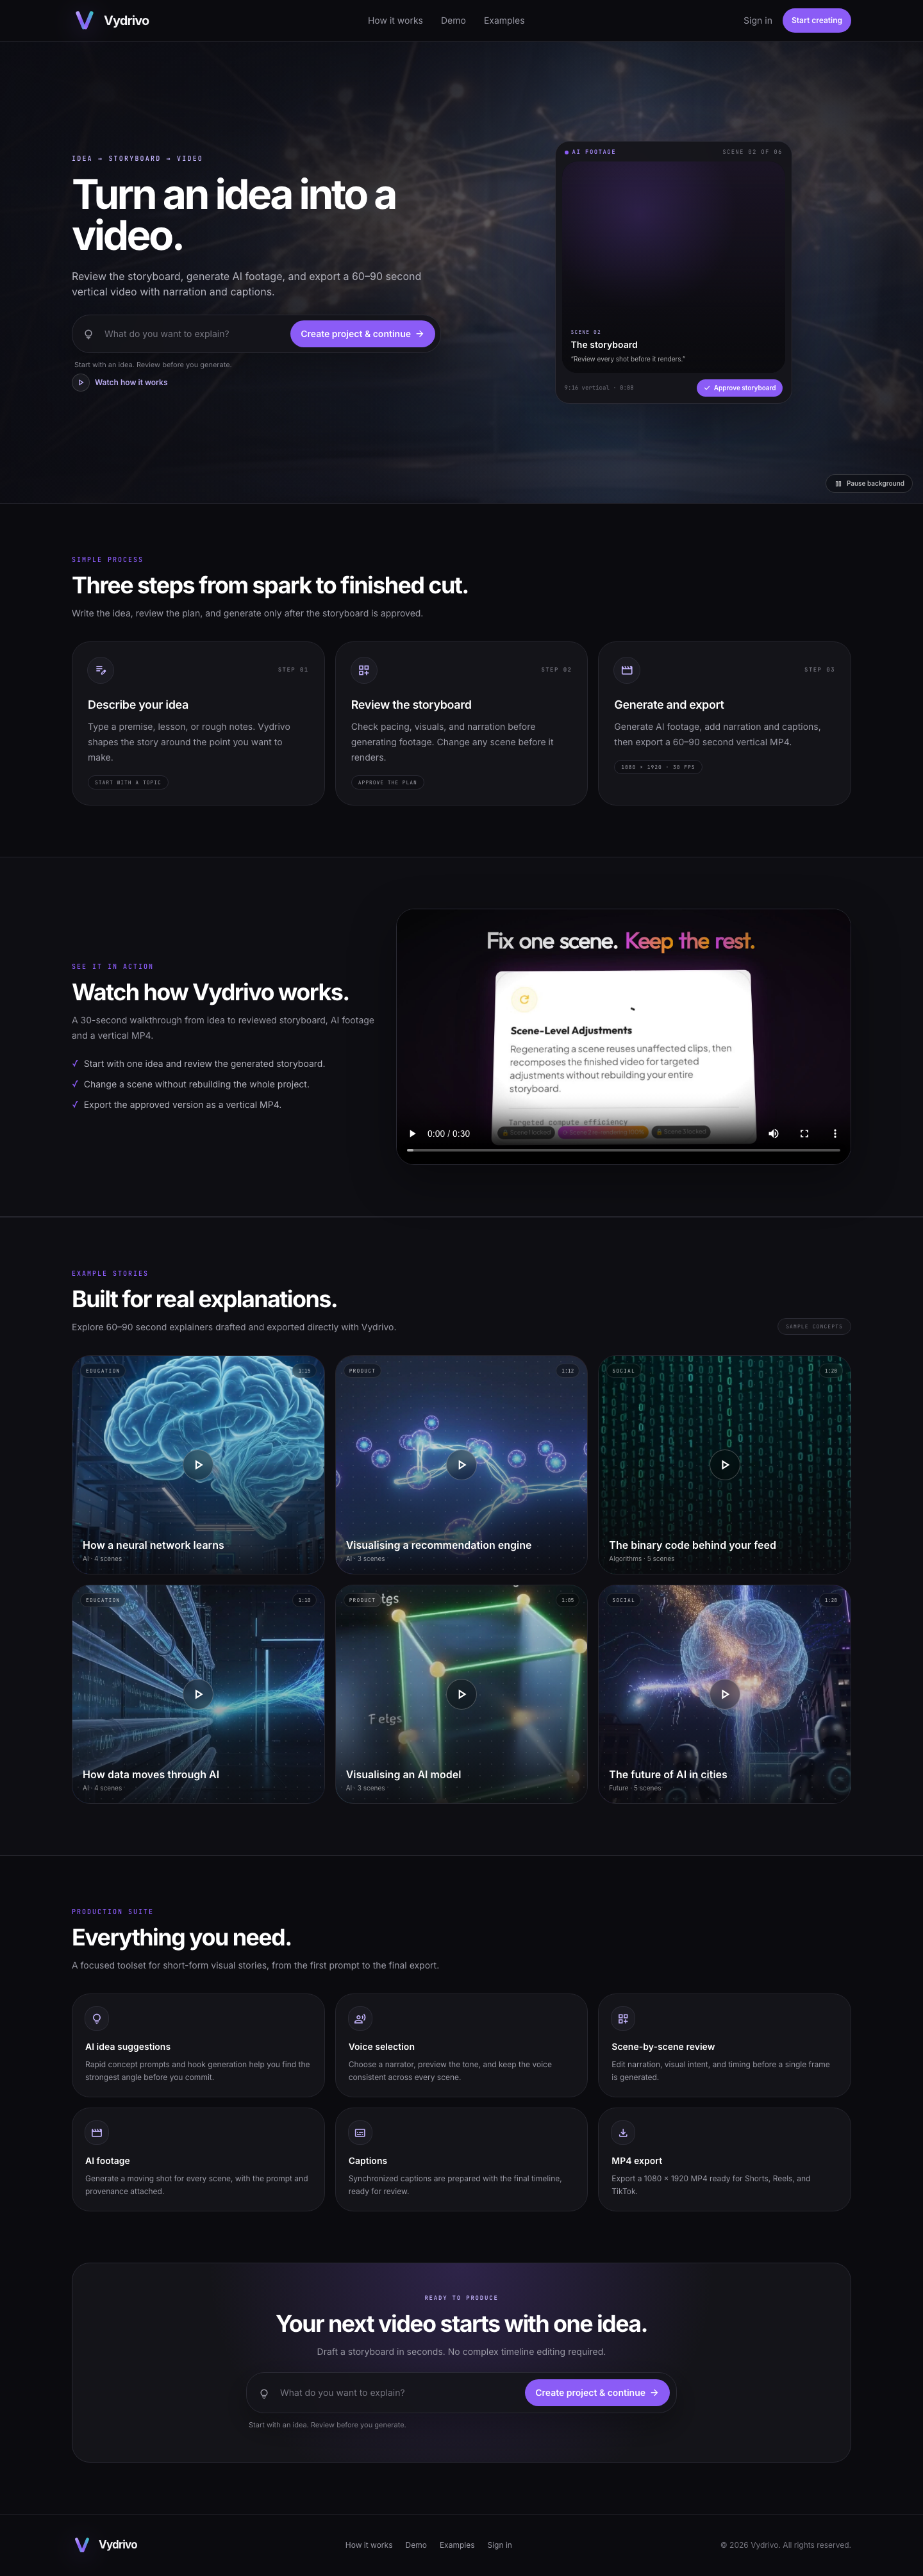 Vydrivo
How it works
Demo
Examples
Sign in
Start creating
IDEA → STORYBOARD → VIDEO
Turn an idea into a
video.
Review the storyboard, generate AI footage, and export a 60–90 second
vertical video with narration and captions.
What do you want to explain?
Create project & continue →
Start with an idea. Review before you generate.
Watch how it works
AI FOOTAGE
SCENE 02 OF 06
SCENE 02
The storyboard
"Review every shot before it renders."
9:16 vertical · 0:08
Approve storyboard
Pause background
SIMPLE PROCESS
Three steps from spark to finished cut.
Write the idea, review the plan, and generate only after the storyboard is approved.
STEP 01
Describe your idea
Type a premise, lesson, or rough notes. Vydrivo
shapes the story around the point you want to
make.
START WITH A TOPIC
STEP 02
Review the storyboard
Check pacing, visuals, and narration before
generating footage. Change any scene before it
renders.
APPROVE THE PLAN
STEP 03
Generate and export
Generate AI footage, add narration and captions,
then export a 60–90 second vertical MP4.
1080 × 1920 · 30 FPS
SEE IT IN ACTION
Watch how Vydrivo works.
A 30-second walkthrough from idea to reviewed storyboard, AI footage
and a vertical MP4.
✓ Start with one idea and review the generated storyboard.
✓ Change a scene without rebuilding the whole project.
✓ Export the approved version as a vertical MP4.
Fix one scene. Keep the rest.
Scene-Level Adjustments
Regenerating a scene reuses unaffected clips, then
recomposes the finished video for targeted
adjustments without rebuilding your entire
storyboard.
Targeted compute efficiency
0:00 / 0:30
EXAMPLE STORIES
Built for real explanations.
Explore 60–90 second explainers drafted and exported directly with Vydrivo.
SAMPLE CONCEPTS
EDUCATION
How a neural network learns
AI · 4 scenes
PRODUCT
1:12
Visualising a recommendation engine
AI · 3 scenes
SOCIAL
1:20
The binary code behind your feed
Algorithms · 5 scenes
EDUCATION
1:10
How data moves through AI
AI · 4 scenes
PRODUCT
1:05
Visualising an AI model
AI · 3 scenes
SOCIAL
1:20
The future of AI in cities
Future · 5 scenes
PRODUCTION SUITE
Everything you need.
A focused toolset for short-form visual stories, from the first prompt to the final export.
AI idea suggestions
Rapid concept prompts and hook generation help you find the
strongest angle before you commit.
Voice selection
Choose a narrator, preview the tone, and keep the voice
consistent across every scene.
Scene-by-scene review
Edit narration, visual intent, and timing before a single frame
is generated.
AI footage
Generate a moving shot for every scene, with the prompt and
provenance attached.
Captions
Synchronized captions are prepared with the final timeline,
ready for review.
MP4 export
Export a 1080 × 1920 MP4 ready for Shorts, Reels, and
TikTok.
READY TO PRODUCE
Your next video starts with one idea.
Draft a storyboard in seconds. No complex timeline editing required.
What do you want to explain?
Create project & continue →
Start with an idea. Review before you generate.
Vydrivo
How it works
Demo
Examples
Sign in
© 2026 Vydrivo. All rights reserved.